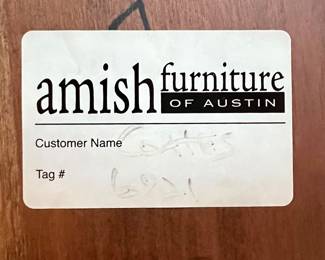 amish furniture
OF AUSTIN
Customer Name
Tag #